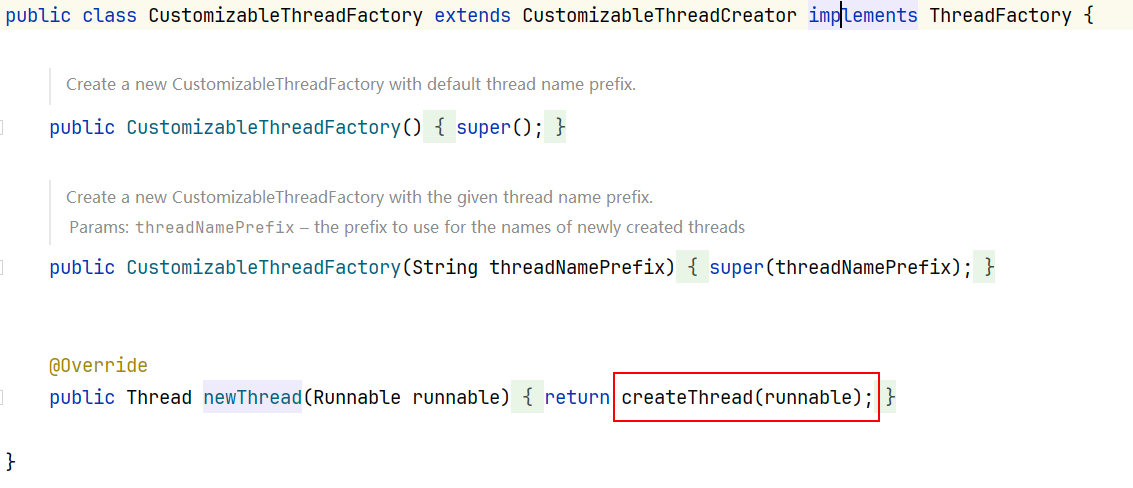 public class CustomizableThreadFactory extends CustomizableThreadCreator implements ThreadFactory {
Create a new CustomizableThreadFactory with default thread name prefix.
public CustomizableThreadFactory() { super(); }
Create a new CustomizableThreadFactory with the given thread name prefix.
Params: threadNamePrefix – the prefix to use for the names of newly created threads
public CustomizableThreadFactory(String threadNamePrefix) { super(threadNamePrefix); }
@Override
public Thread newThread(Runnable runnable) { return createThread(runnable); }
}